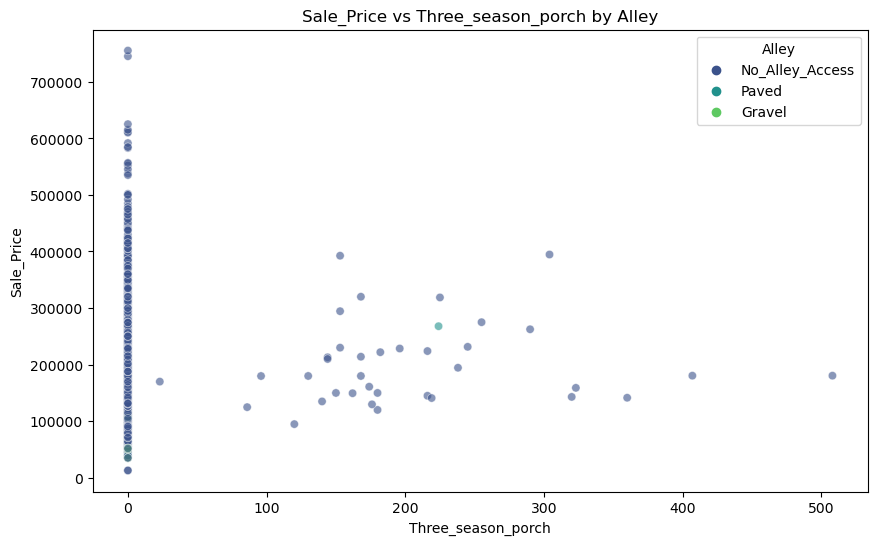 Sale_Price vs Three_season_porch by Alley
Alley
No_Alley_Access
Paved
Gravel
700000
600000
500000
400000
300000
200000
100000
0
Sale_Price
0 100 200 300 400 500
Three_season_porch